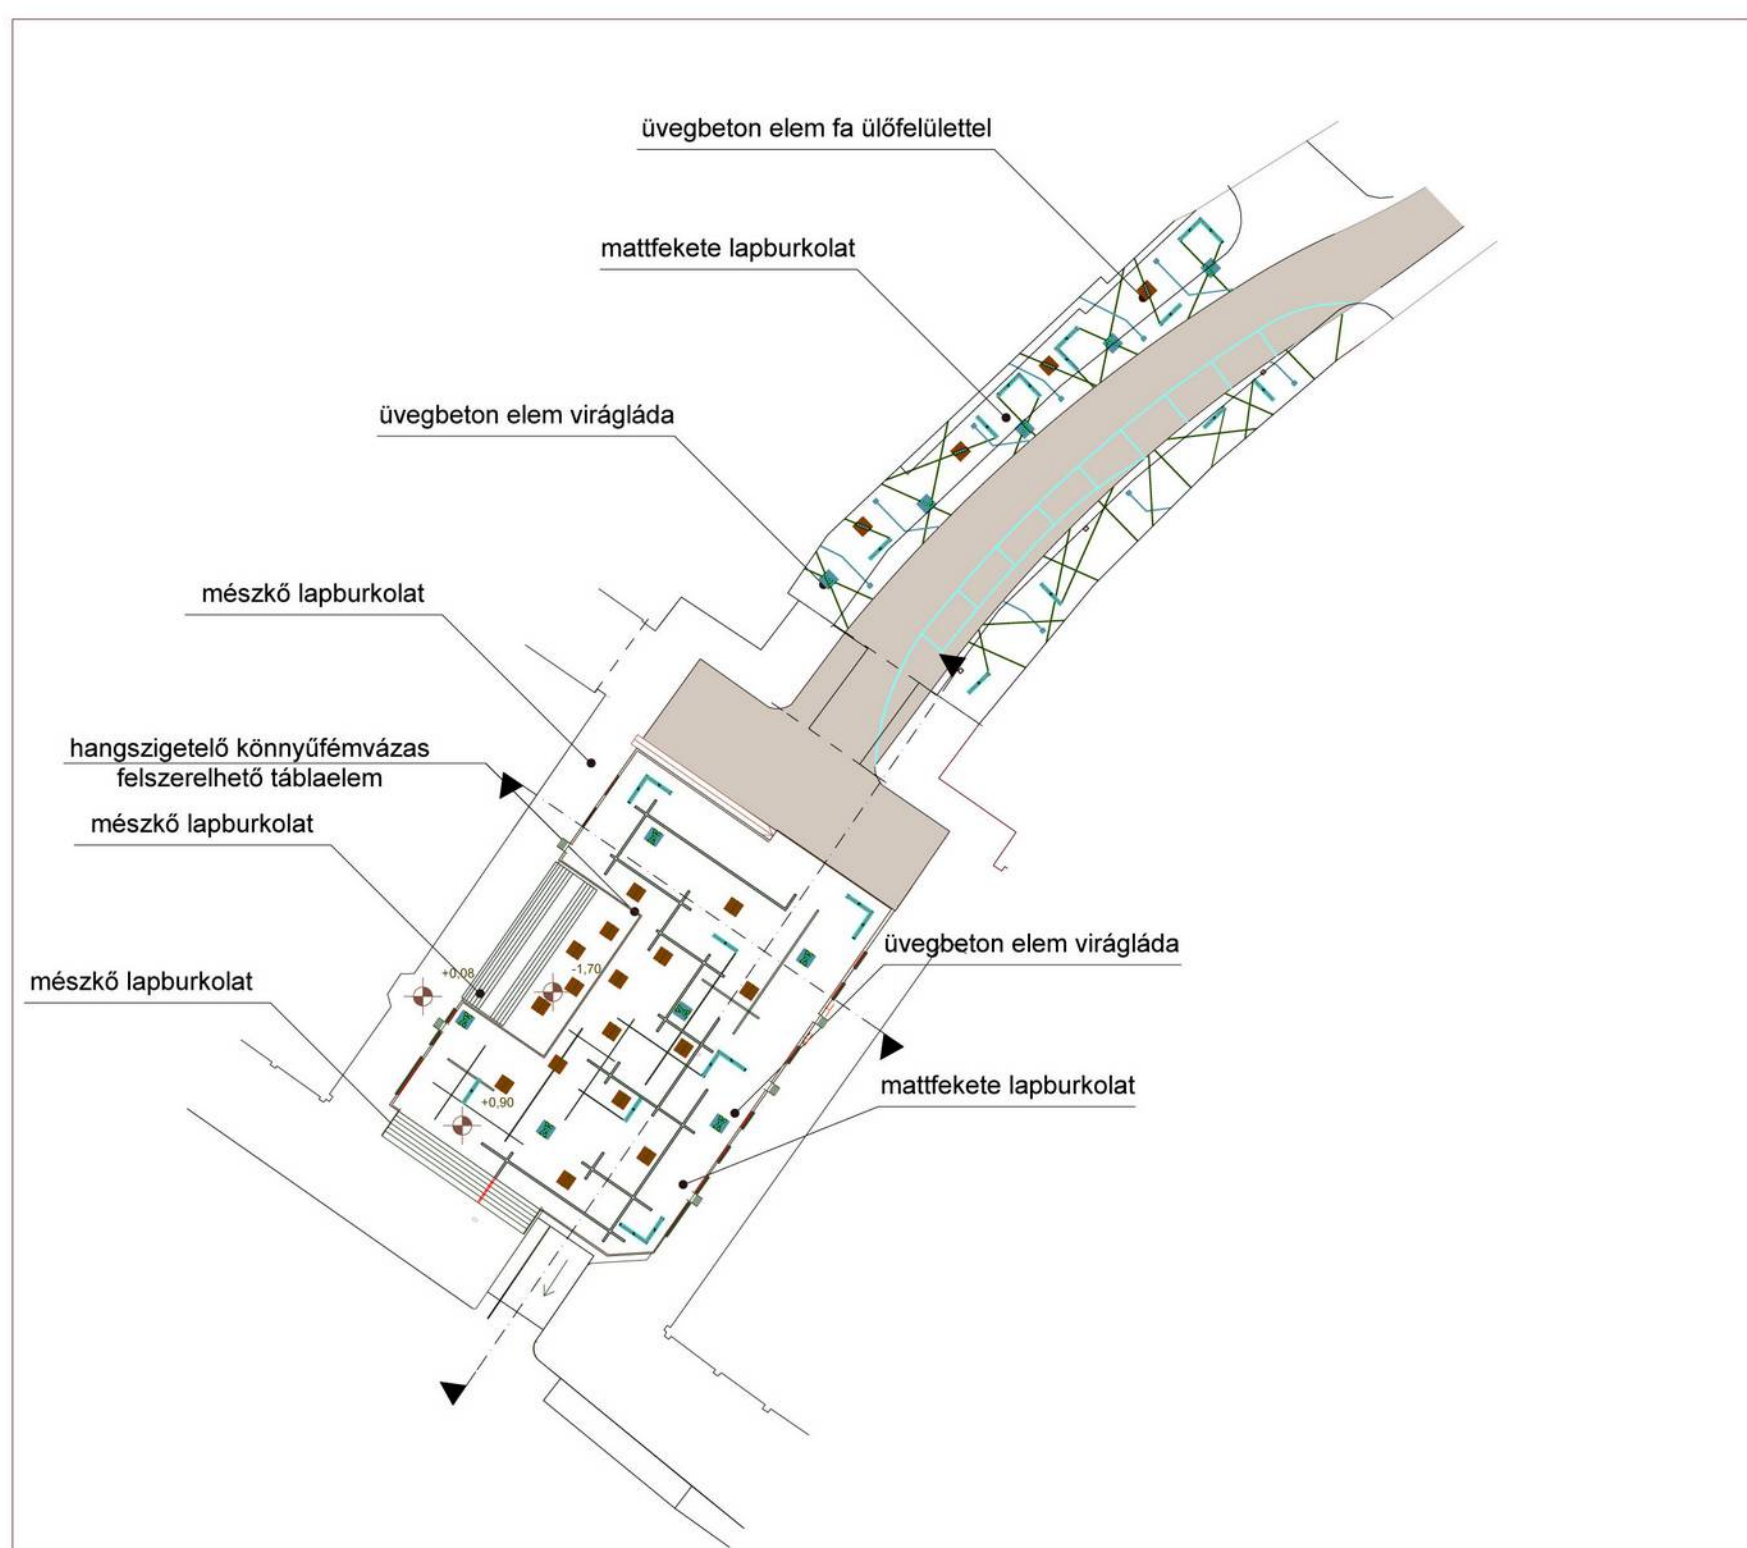 üvegbeton elem fa ülőfelülettel
mattfekete lapburkolat
üvegbeton elem virágláda
mészkő lapburkolat
hangszigetelő könnyűfémvázas
felszerelhető táblaelem
mészkő lapburkolat
üvegbeton elem virágláda
+0,08
-1,70
mészkő lapburkolat
mattfekete lapburkolat
+0,90